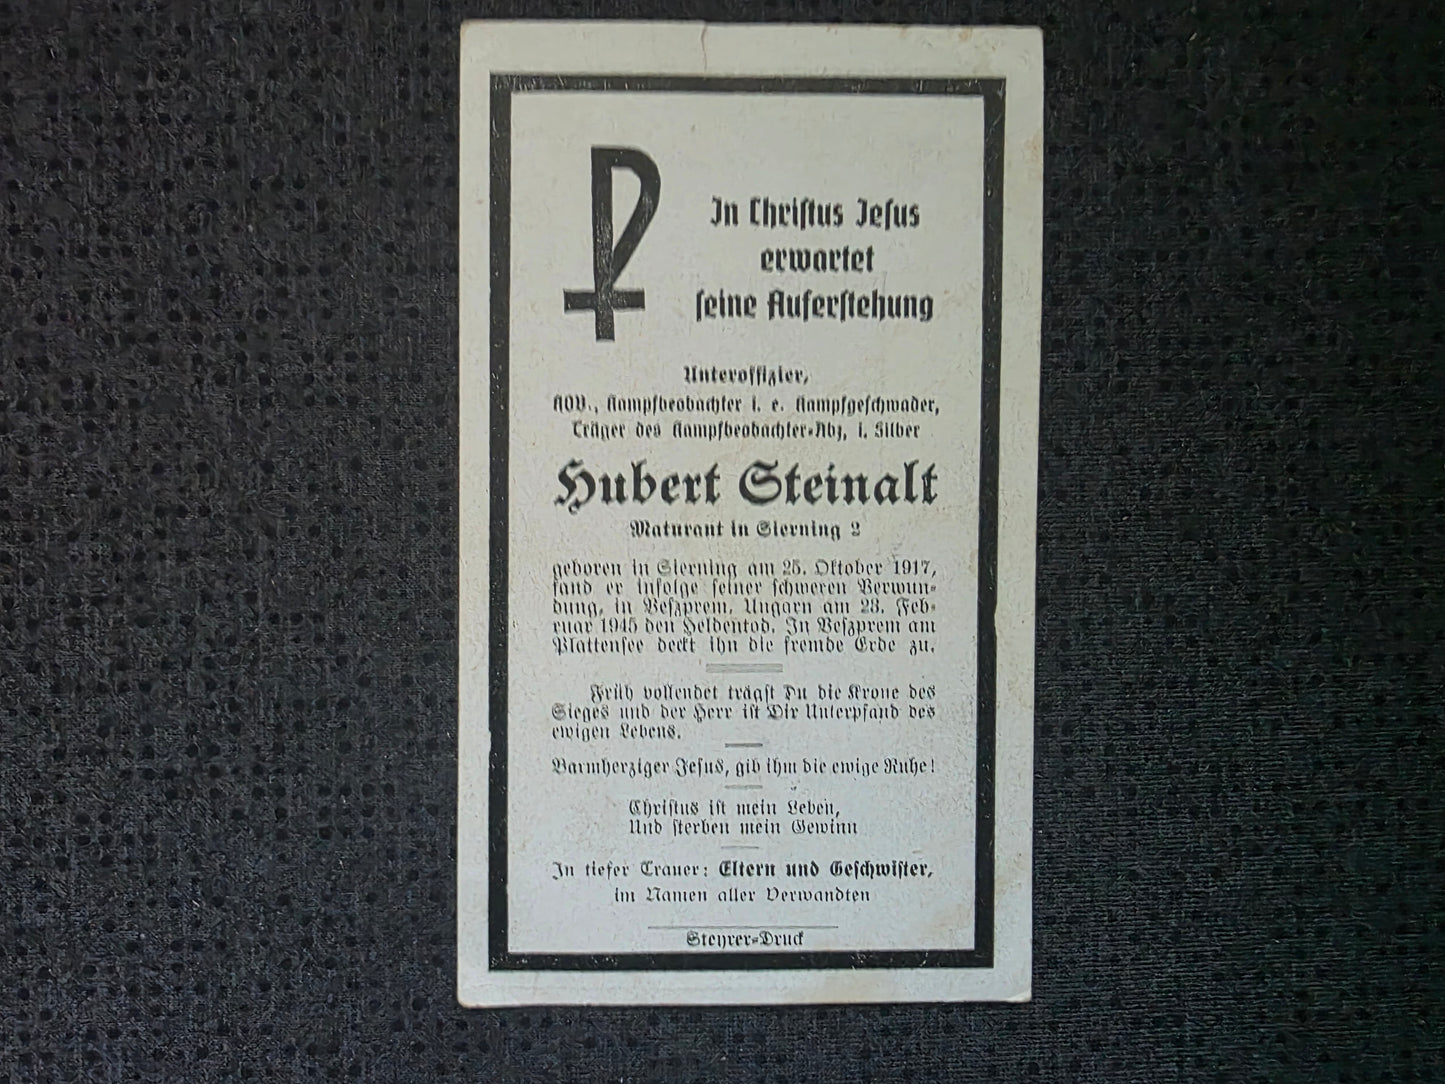 In Christus Jesus
erwartet
seine Auferstehung
Unteroffizier,
KOB., Kampfbeobachter i. e. Kampfgeschwader,
Träger des Kampfbeobachter-Abz. i. Silber
Hubert Steinalt
Maturant in Sierning 2
geboren in Sierning am 25. Oktober 1917,
fand er infolge seiner schweren Verwun-
dung, in Veszprem, Ungarn am 28. Feb-
ruar 1945 den Heldentod. In Veszprem am
Plattensee deckt ihn die fremde Erde zu.
Früh vollendet trägst Du die Krone des
Sieges und der Herr ist Dir Unterpfand des
ewigen Lebens.
Barmherziger Jesus, gib ihm die ewige Ruhe!
Christus ist mein Leben,
Und sterben mein Gewinn
In tiefer Trauer: Eltern und Geschwister,
im Namen aller Verwandten
Steyrer-Druck